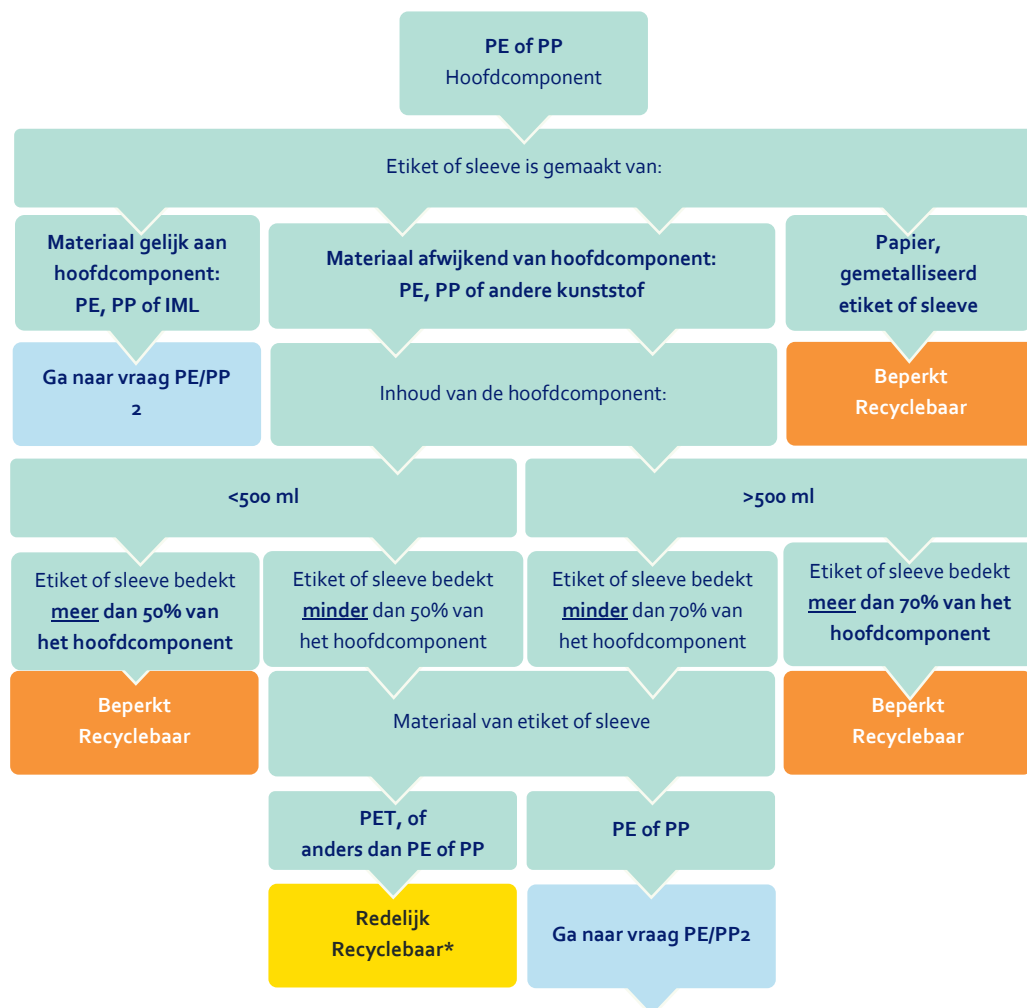 PE of PP
Hoofdcomponent
Etiket of sleeve is gemaakt van:
Materiaal gelijk aan
hoofdcomponent:
PE, PP of IML
Materiaal afwijkend van hoofdcomponent:
PE, PP of andere kunststof
Papier,
gemetalliseerd
etiket of sleeve
Ga naar vraag PE/PP
2
Inhoud van de hoofdcomponent:
Beperkt
Recyclebaar
<500 ml
>500 ml
Etiket of sleeve bedekt
meer dan 50% van
het hoofdcomponent
Etiket of sleeve bedekt
minder dan 50% van
het hoofdcomponent
Etiket of sleeve bedekt
minder dan 70% van
het hoofdcomponent
Etiket of sleeve bedekt
meer dan 70% van het
hoofdcomponent
Beperkt
Recyclebaar
Materiaal van etiket of sleeve
Beperkt
Recyclebaar
PET, of
anders dan PE of PP
PE of PP
Redelijk
Recyclebaar*
Ga naar vraag PE/PP2